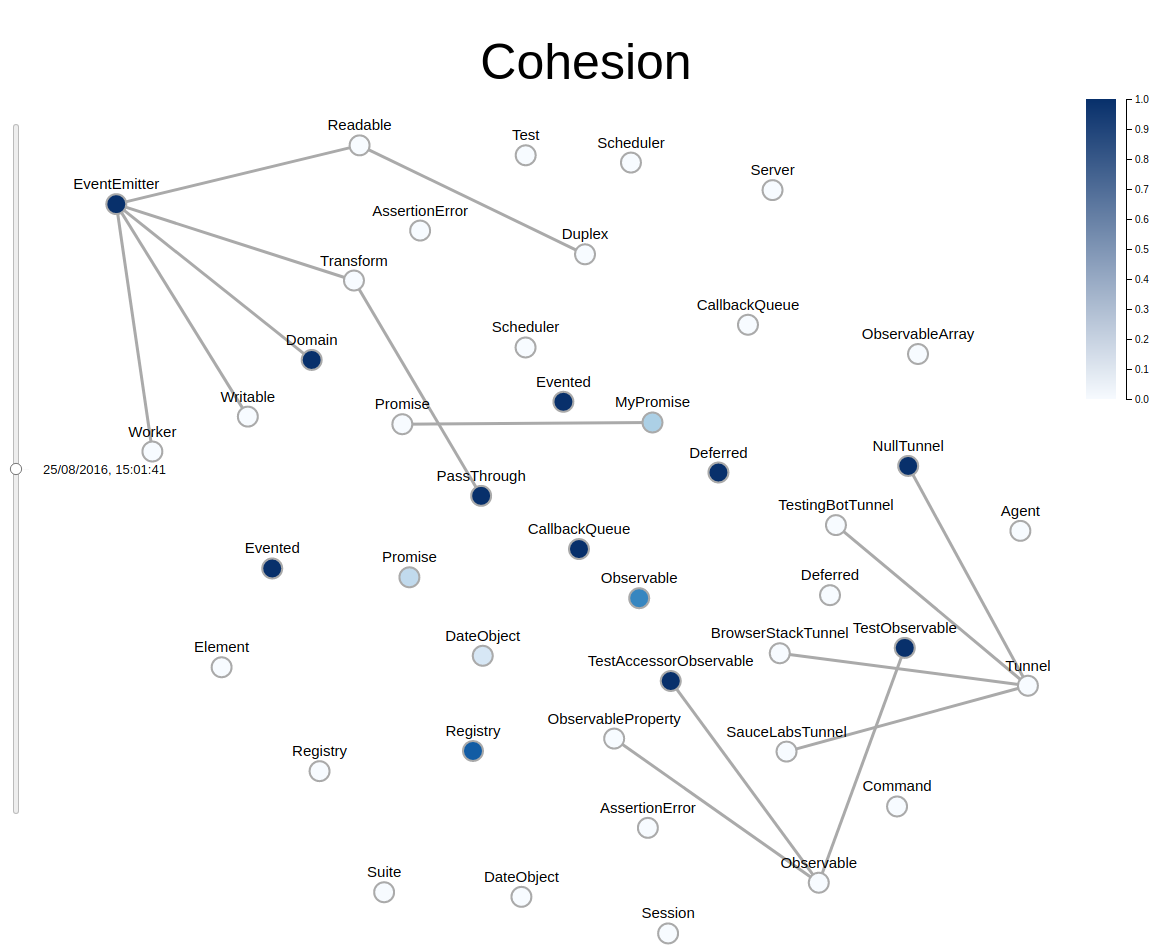 Cohesion
1.0
0.9
0.8
0.7
0.6
0.5
0.4
0.3
0.2
0.1
0.0
Readable
Test
Scheduler
Server
EventEmitter
AssertionError
Duplex
Transform
CallbackQueue
Scheduler
ObservableArray
Domain
Evented
Writable
Promise
MyPromise
Worker
25/08/2016, 15:01:41
Deferred
NullTunnel
PassThrough
TestingBotTunnel
Agent
CallbackQueue
Evented
Promise
Observable
Deferred
DateObject
BrowserStackTunnel
TestObservable
Element
TestAccessorObservable
Tunnel
ObservableProperty
SauceLabsTunnel
Registry
Registry
Command
AssertionError
Observable
Suite
DateObject
Session